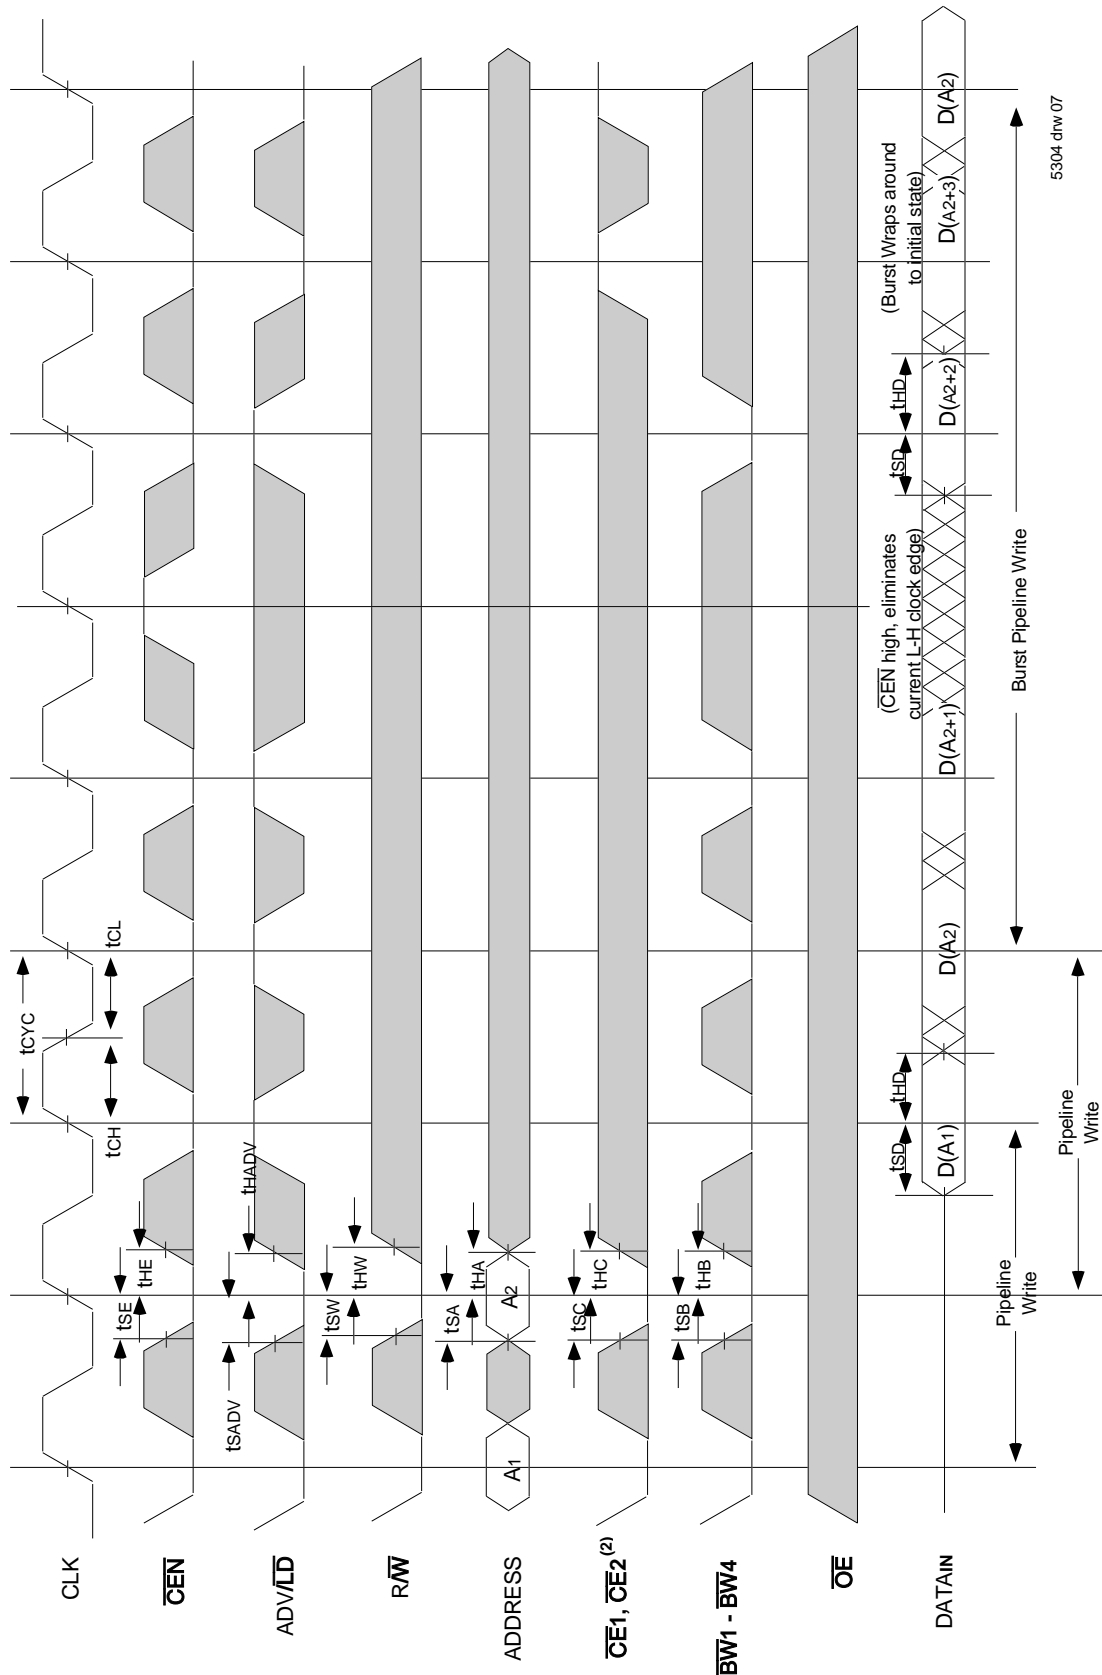 CLK
tCYC
tCH
tCL
CEN
tSE
tHE
ADV/LD
tSADV
tHADV
R/W
tSW
tHW
ADDRESS
A1
A2
tSA
tHA
CE1, CE2(2)
tSC
tHC
BW1 - BW4
tSB
tHB
OE
DATAIN
D(A1)
tSD
tHD
D(A2)
D(A2+1)
(CEN high, eliminates
current L-H clock edge)
tSD
tHD
D(A2+2)
(Burst Wraps around
to initial state)
D(A2+3)
D(A2)
Pipeline
Write
Pipeline
Write
Burst Pipeline Write
5304 drw 07